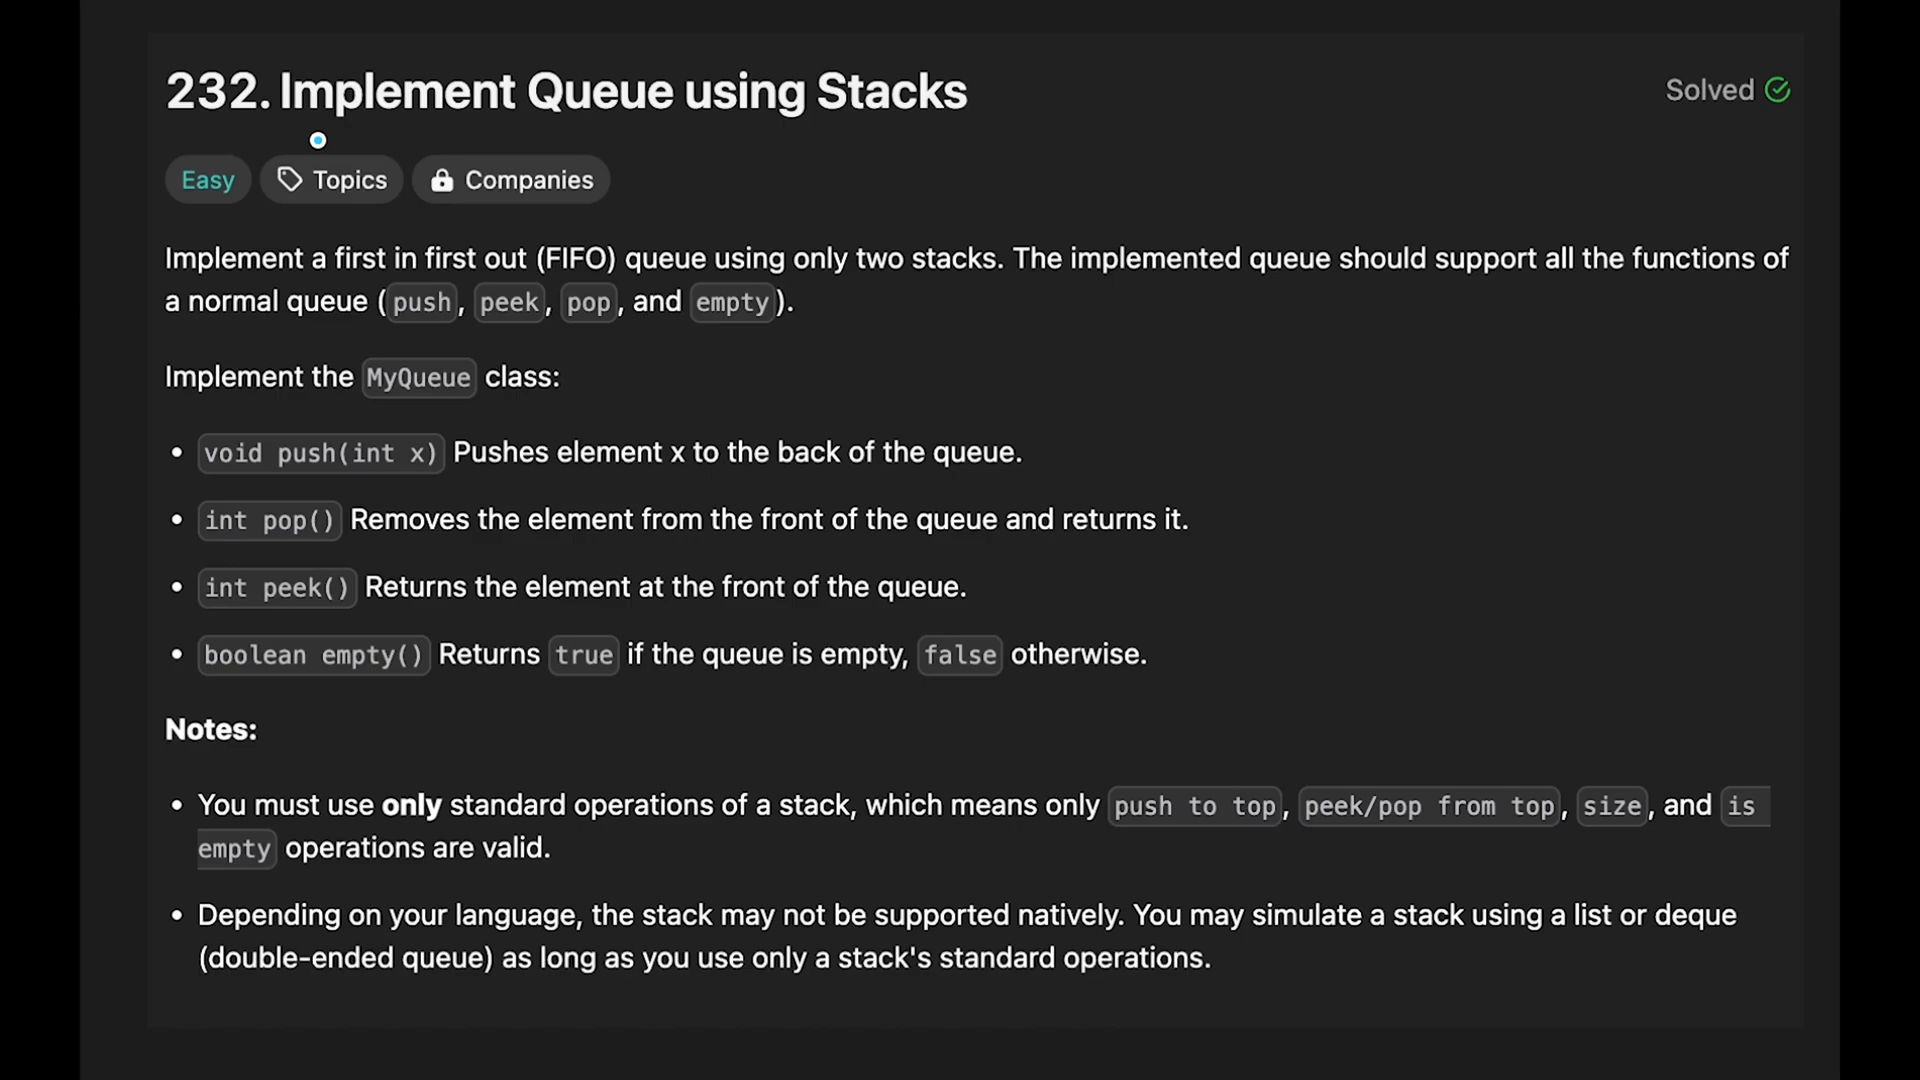 232. Implement Queue using Stacks
Solved
Easy
Topics
Companies
Implement a first in first out (FIFO) queue using only two stacks. The implemented queue should support all the functions of
a normal queue (push, peek, pop, and empty).
Implement the MyQueue class:
• void push(int x) Pushes element x to the back of the queue.
• int pop() Removes the element from the front of the queue and returns it.
• int peek() Returns the element at the front of the queue.
• boolean empty() Returns true if the queue is empty, false otherwise.
Notes:
• You must use only standard operations of a stack, which means only push to top, peek/pop from top, size, and is
empty operations are valid.
• Depending on your language, the stack may not be supported natively. You may simulate a stack using a list or deque
(double-ended queue) as long as you use only a stack's standard operations.